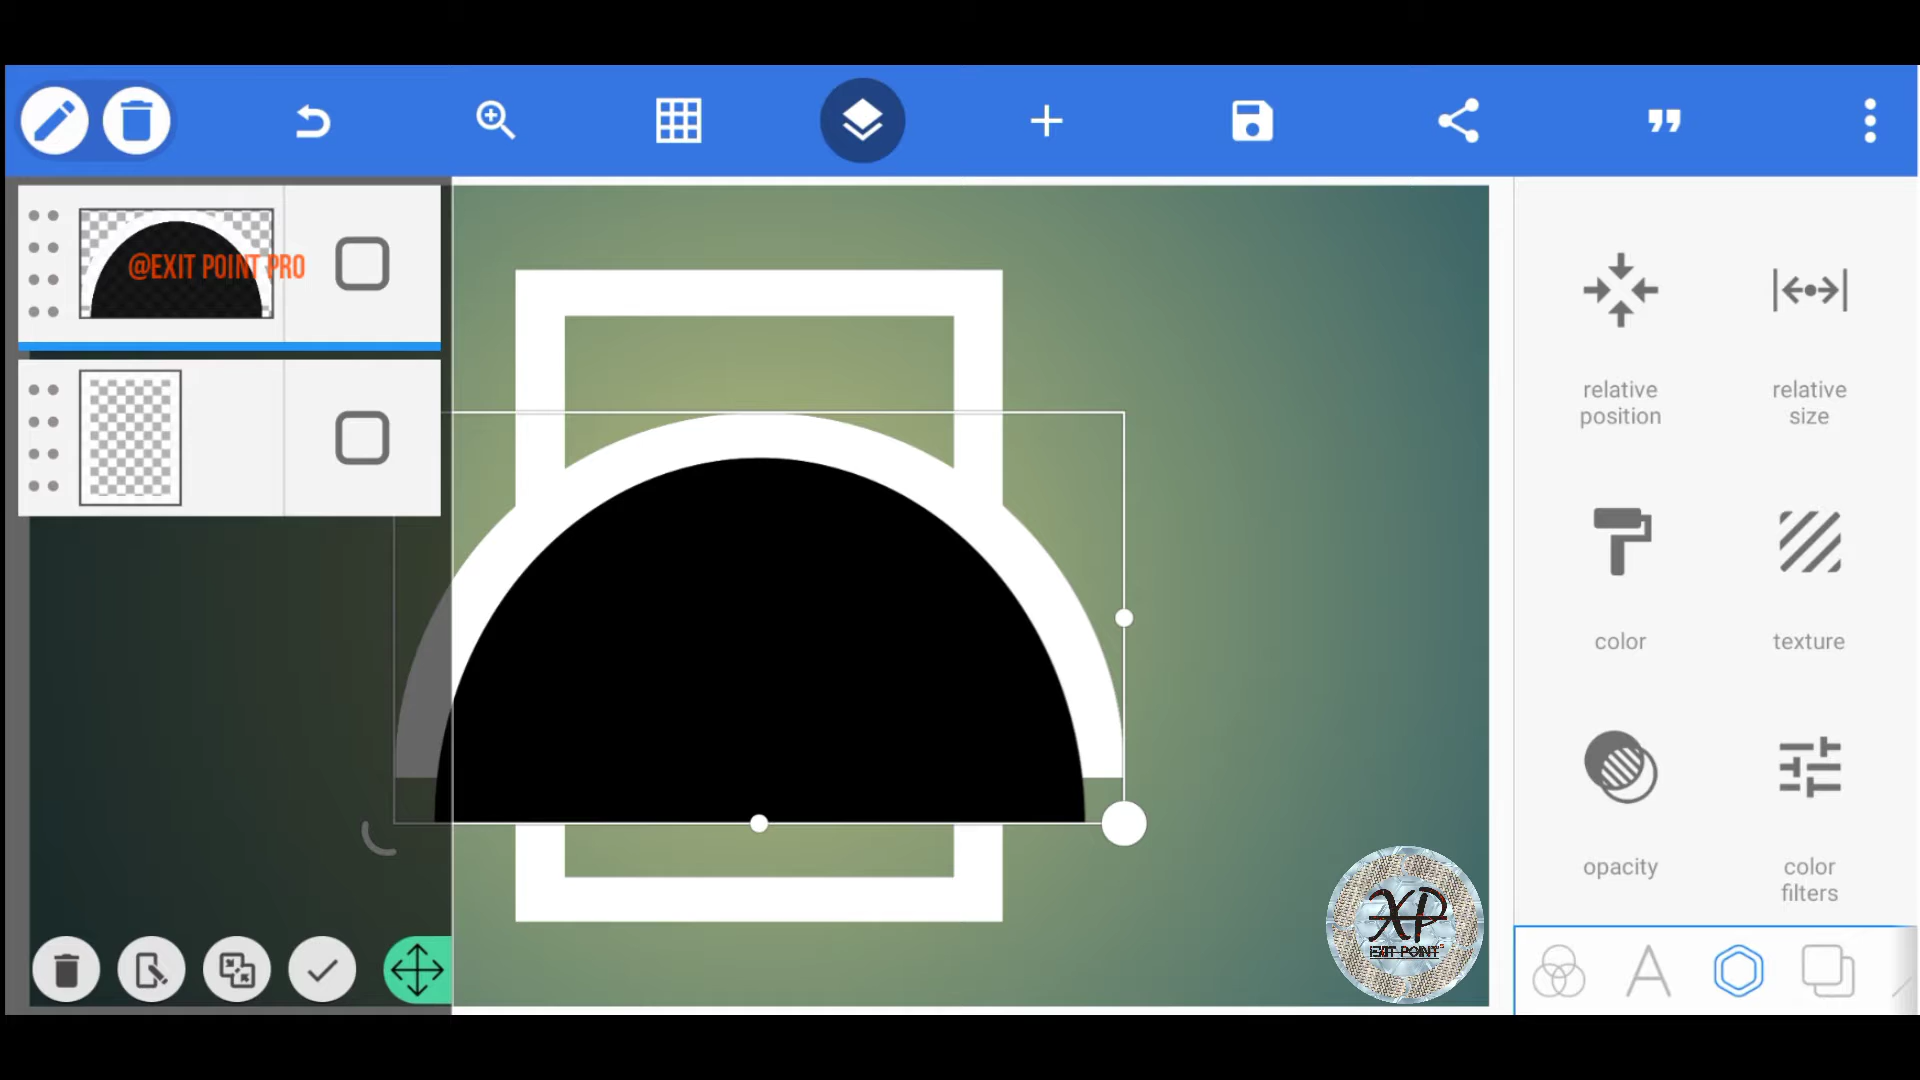 @EXIT POINT PRO
relative
position
relative
size
color
texture
opacity
color
filters
XP
EXIT POINT